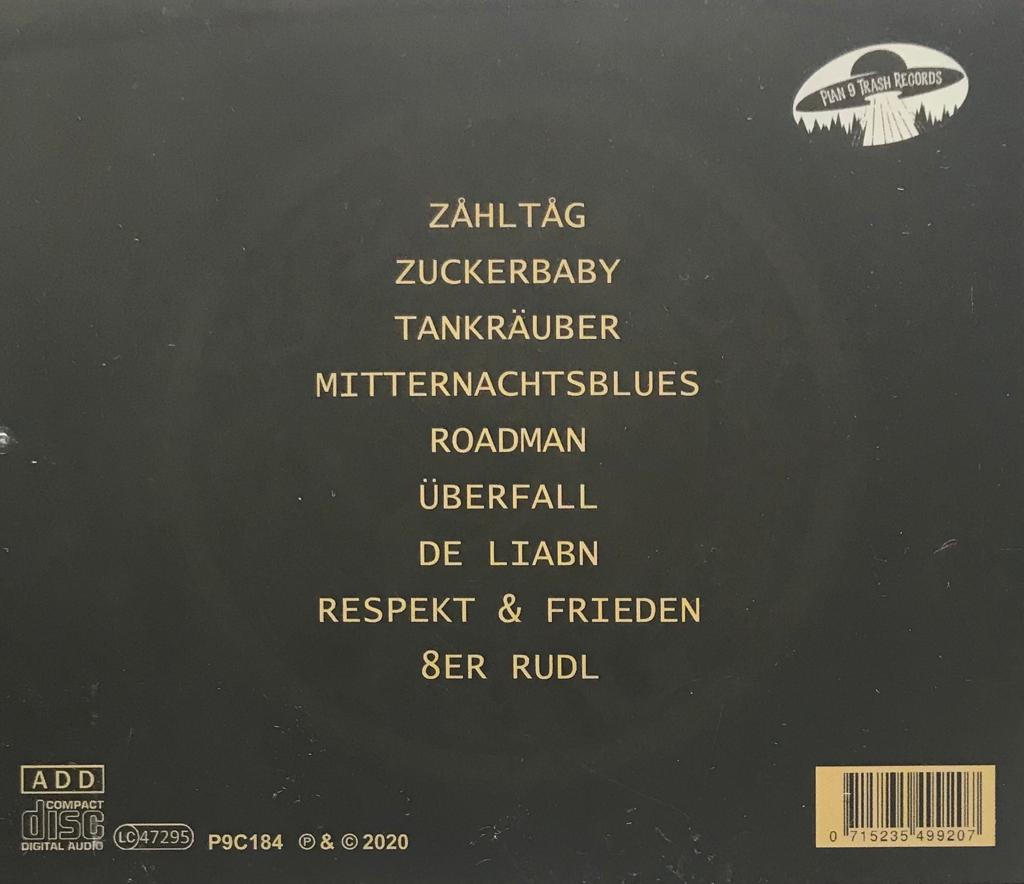 PLAN 9 TRASH RECORDS
ZÅHLTÅG
ZUCKERBABY
TANKRÄUBER
MITTERNACHTSBLUES
ROADMAN
ÜBERFALL
DE LIABN
RESPEKT & FRIEDEN
8ER RUDL
ADD
COMPACT
disc
DIGITAL AUDIO
LC 47295
P9C184 ℗ & © 2020
0 715235 499207